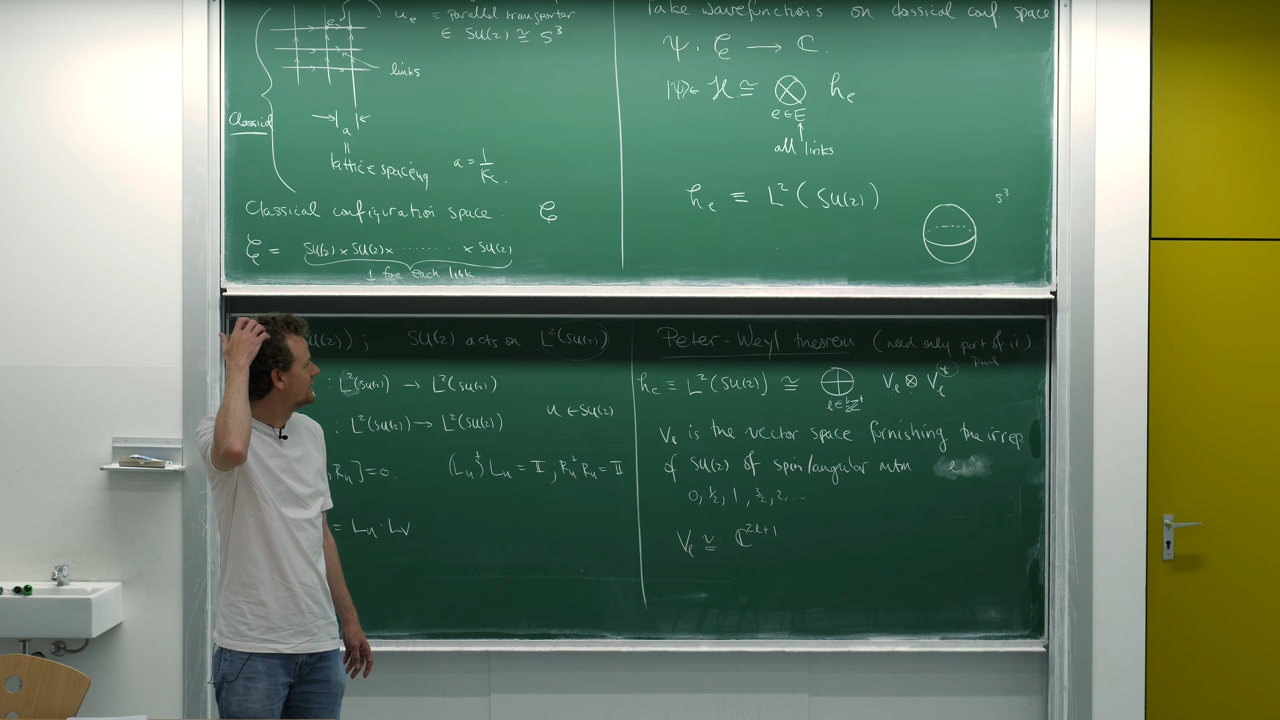 u_e = parallel transporter
∈ SU(2) ≅ S³
e
links
Classical
a
"
lattice spacing a = 1/K_c.
Classical configuration space: 𝒞
𝒞 = SU(2) × SU(2) × ......... × SU(2)
1 for each link
Take wavefunctions on classical conf space
Ψ : 𝒞 → ℂ.
|Ψ⟩ ∈ ℋ ≅ ⊗ h_e
e ∈ E
↑
all links
h_e ≡ L²(SU(2))
S³
SU(2) acts on L²(SU(2))
: L²(SU(2)) → L²(SU(2))
: L²(SU(2)) → L²(SU(2)) u ∈ SU(2)
, R_u] = 0. (L_u)† L_u = 𝕀, R_u† R_u = 𝕀
= L_u · L_v
Peter-Weyl theorem (need only part of it)
Dual
h_e ≡ L²(SU(2)) ≅ ⊕ V_ℓ ⊗ V_ℓ^*
ℓ ∈ ½ℤ⁺
V_ℓ is the vector space furnishing the irrep
of SU(2) of spin/angular mtm ℓ
0, ½, 1, 3/2, 2, ...
V_ℓ ≅ ℂ^{2ℓ+1}